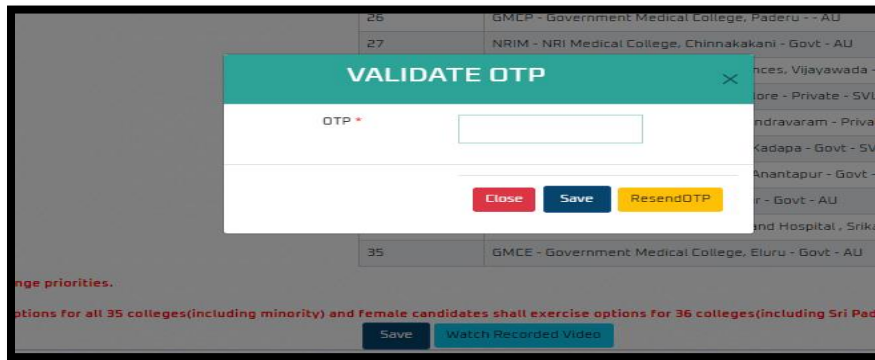 26 GMCP - Government Medical College, Paderu - - AU
27 NRIM - NRI Medical College, Chinnakakani - Govt - AU
VALIDATE OTP ×
nces, Vijayawada -
ore - Private - SVU
OTP *
ndravaram - Priva
Kadapa - Govt - SV
Anantapur - Govt -
Close Save ResendOTP
r - Govt - AU
and Hospital , Srika
35 GMCE - Government Medical College, Eluru - Govt - AU
nge priorities.
ptions for all 35 colleges(including minority) and female candidates shall exercise options for 36 colleges(including Sri Pad
Save Watch Recorded Video